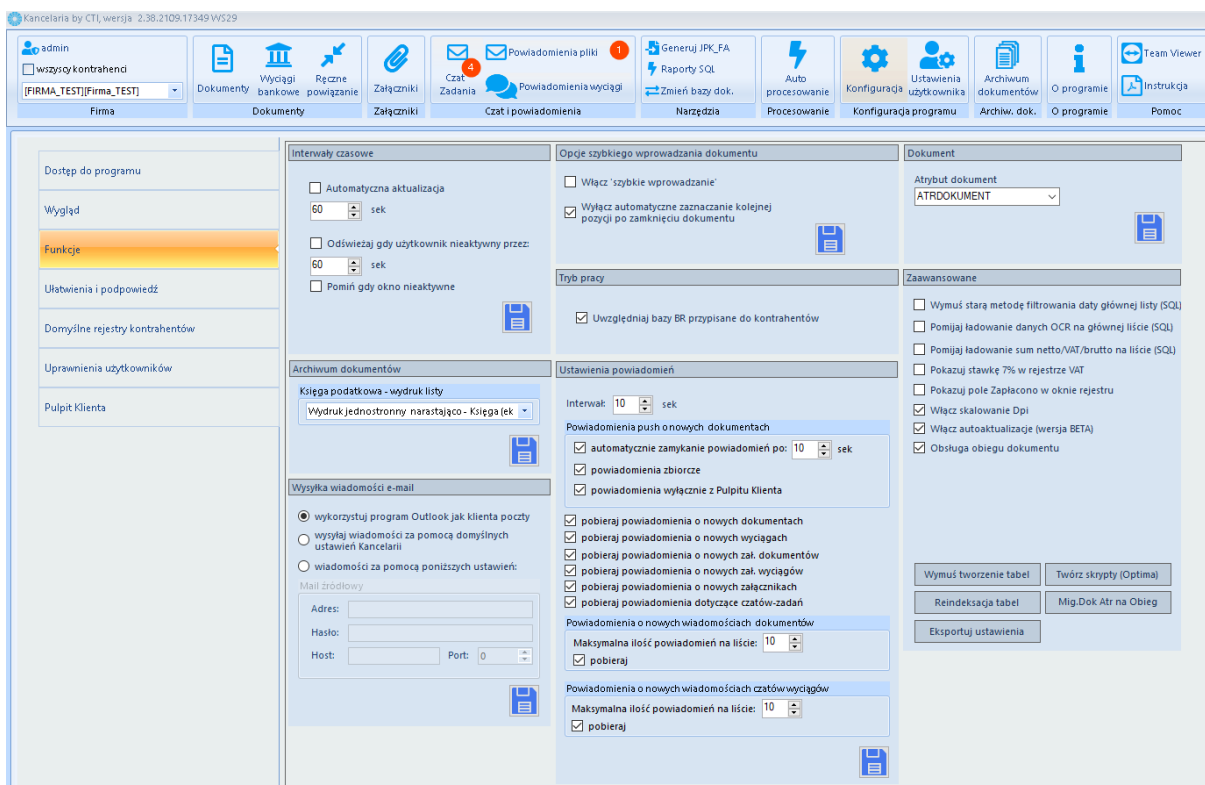 Kancelaria by CTI, wersja 2.38.2109.17349 WS29
admin
wszyscy kontrahenci
[FIRMA_TEST][Firma_TEST]
Firma
Dokumenty
Wyciągi bankowe
Ręczne powiązanie
Dokumenty
Załączniki
Załączniki
Czat Zadania
4
Powiadomienia pliki
1
Powiadomienia wyciągi
Czat i powiadomienia
Generuj JPK_FA
Raporty SQL
Zmień bazy dok.
Narzędzia
Auto procesowanie
Procesowanie
Konfiguracja
Ustawienia użytkownika
Konfiguracja programu
Archiwum dokumentów
Archiw. dok.
O programie
O programie
Team Viewer
Instrukcja
Pomoc
Dostęp do programu
Wygląd
Funkcje
Ułatwienia i podpowiedź
Domyślne rejestry kontrahentów
Uprawnienia użytkowników
Pulpit Klienta
Interwały czasowe
Automatyczna aktualizacja
60 sek
Odświeżaj gdy użytkownik nieaktywny przez:
60 sek
Pomiń gdy okno nieaktywne
Archiwum dokumentów
Księga podatkowa - wydruk listy
Wydruk jednostronny narastająco - Księga (ek
Wysyłka wiadomości e-mail
wykorzystuj program Outlook jak klienta poczty
wysyłaj wiadomości za pomocą domyślnych
ustawień Kancelarii
wiadomości za pomocą poniższych ustawień:
Mail źródłowy
Adres:
Hasło:
Host: Port: 0
Opcje szybkiego wprowadzania dokumentu
Włącz 'szybkie wprowadzanie'
Wyłącz automatyczne zaznaczanie kolejnej
pozycji po zamknięciu dokumentu
Tryb pracy
Uwzględniaj bazy BR przypisane do kontrahentów
Ustawienia powiadomień
Interwał: 10 sek
Powiadomienia push o nowych dokumentach
automatycznie zamykanie powiadomień po: 10 sek
powiadomienia zbiorcze
powiadomienia wyłącznie z Pulpitu Klienta
pobieraj powiadomienia o nowych dokumentach
pobieraj powiadomienia o nowych wyciągach
pobieraj powiadomienia o nowych zał. dokumentów
pobieraj powiadomienia o nowych zał. wyciągów
pobieraj powiadomienia o nowych załącznikach
pobieraj powiadomienia dotyczące czatów-zadań
Powiadomienia o nowych wiadomościach dokumentów
Maksymalna ilość powiadomień na liście: 10
pobieraj
Powiadomienia o nowych wiadomościach czatów wyciągów
Maksymalna ilość powiadomień na liście: 10
pobieraj
Dokument
Atrybut dokument
ATRDOKUMENT
Zaawansowane
Wymuś starą metodę filtrowania daty głównej listy (SQL)
Pomijaj ładowanie danych OCR na głównej liście (SQL)
Pomijaj ładowanie sum netto/VAT/brutto na liście (SQL)
Pokazuj stawkę 7% w rejestrze VAT
Pokazuj pole Zapłacono w oknie rejestru
Włącz skalowanie Dpi
Włącz autoaktualizacje (wersja BETA)
Obsługa obiegu dokumentu
Wymuś tworzenie tabel
Twórz skrypty (Optima)
Reindeksacja tabel
Mig.Dok Atr na Obieg
Eksportuj ustawienia